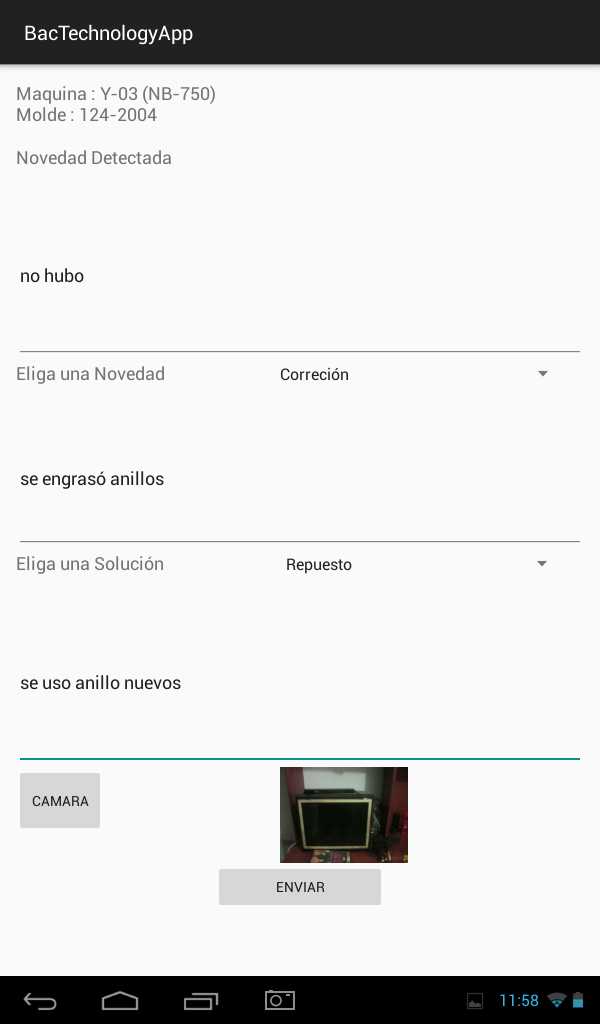 BacTechnologyApp
Maquina : Y-03 (NB-750)
Molde : 124-2004
Novedad Detectada
no hubo
Eliga una Novedad Correción
se engrasó anillos
Eliga una Solución Repuesto
se uso anillo nuevos
CAMARA
ENVIAR
11:58